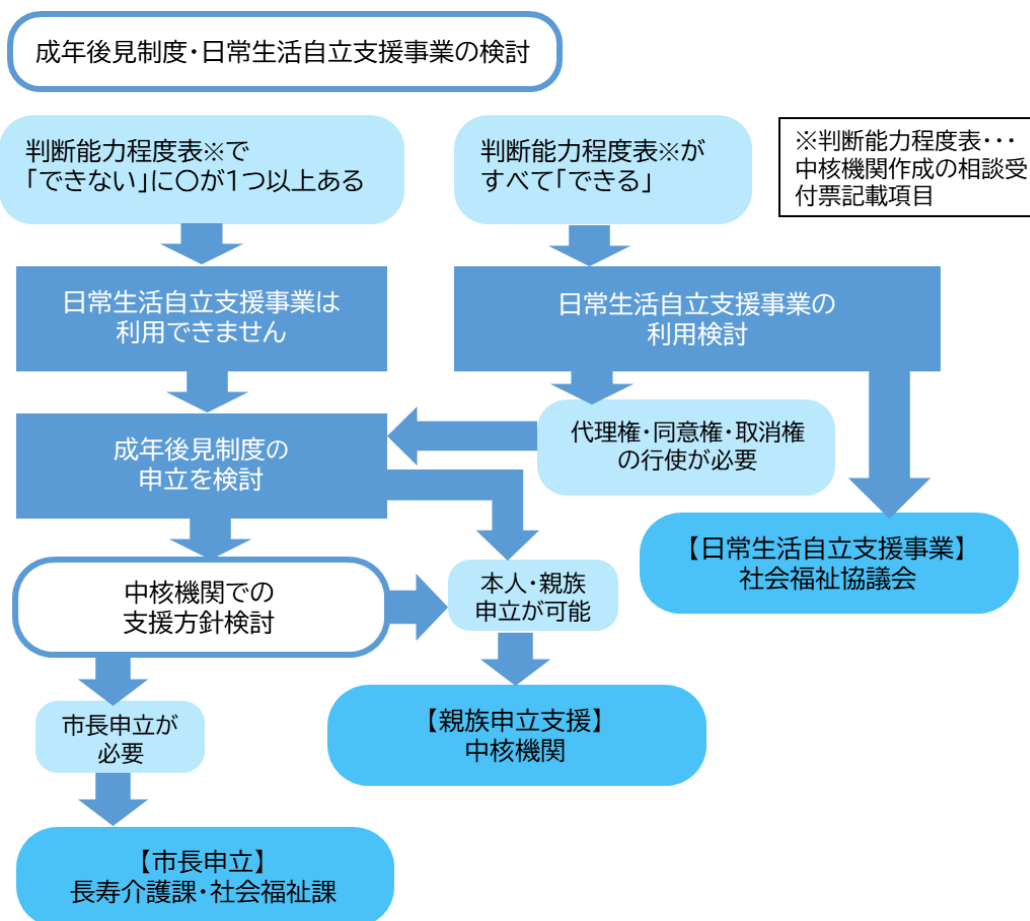 成年後見制度・日常生活自立支援事業の検討
判断能力程度表※で
「できない」に〇が1つ以上ある
判断能力程度表※が
すべて「できる」
※判断能力程度表・・・
中核機関作成の相談受
付票記載項目
日常生活自立支援事業は
利用できません
日常生活自立支援事業の
利用検討
成年後見制度の
申立を検討
代理権・同意権・取消権
の行使が必要
【日常生活自立支援事業】
社会福祉協議会
中核機関での
支援方針検討
本人・親族
申立が可能
市長申立が
必要
【親族申立支援】
中核機関
【市長申立】
長寿介護課・社会福祉課